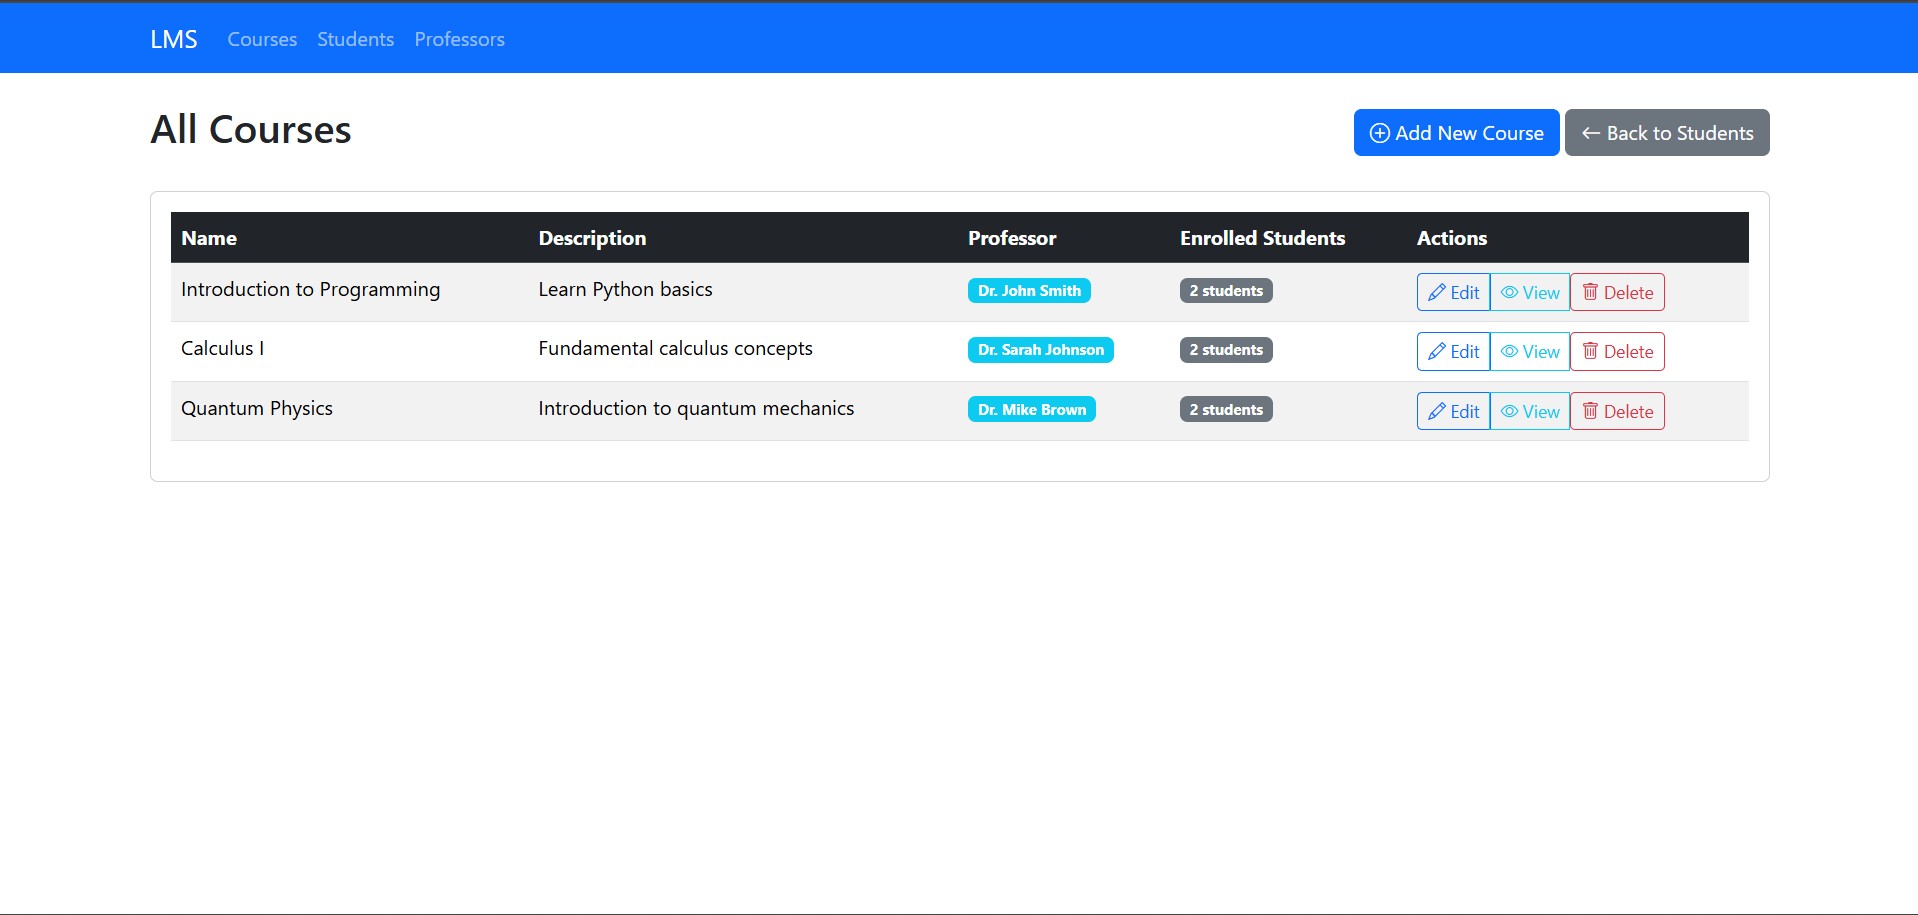 LMS Courses Students Professors
All Courses
Add New Course Back to Students
Name Description Professor Enrolled Students Actions
Introduction to Programming Learn Python basics Dr. John Smith 2 students Edit View Delete
Calculus I Fundamental calculus concepts Dr. Sarah Johnson 2 students Edit View Delete
Quantum Physics Introduction to quantum mechanics Dr. Mike Brown 2 students Edit View Delete